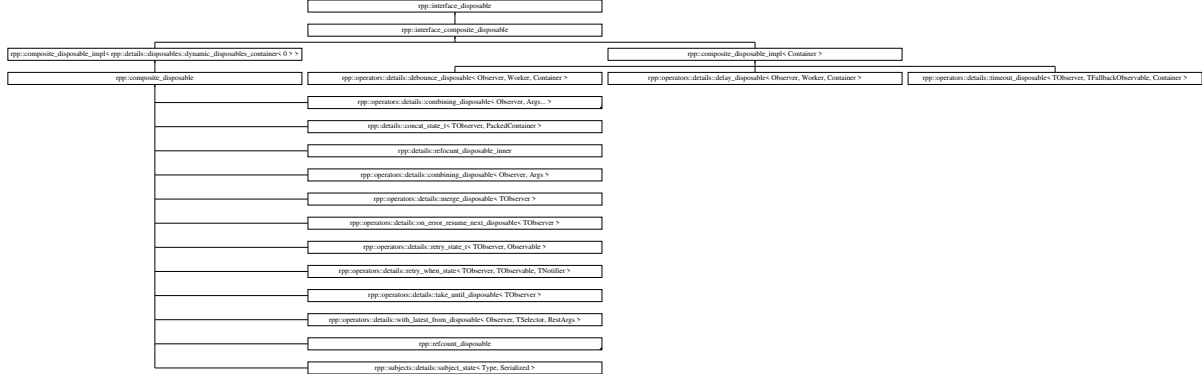 rpp::interface_disposable
rpp::interface_composite_disposable
rpp::composite_disposable_impl< rpp::details::disposables::dynamic_disposables_container< 0 > >
rpp::composite_disposable_impl< Container >
rpp::composite_disposable
rpp::operators::details::debounce_disposable< Observer, Worker, Container >
rpp::operators::details::delay_disposable< Observer, Worker, Container >
rpp::operators::details::timeout_disposable< TObserver, TFallbackObservable, Container >
rpp::operators::details::combining_disposable< Observer, Args... >
rpp::details::concat_state_t< TObserver, PackedContainer >
rpp::details::refocunt_disposable_inner
rpp::operators::details::combining_disposable< Observer, Args >
rpp::operators::details::merge_disposable< TObserver >
rpp::operators::details::on_error_resume_next_disposable< TObserver >
rpp::operators::details::retry_state_t< TObserver, Observable >
rpp::operators::details::retry_when_state< TObserver, TObservable, TNotifier >
rpp::operators::details::take_until_disposable< TObserver >
rpp::operators::details::with_latest_from_disposable< Observer, TSelector, RestArgs >
rpp::refcount_disposable
rpp::subjects::details::subject_state< Type, Serialized >